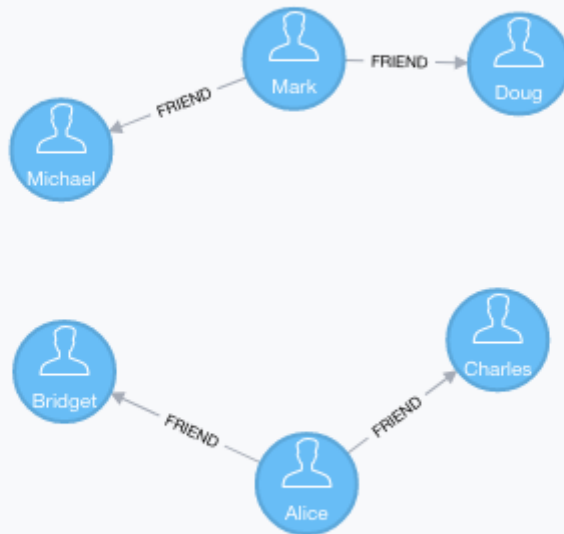 Mark
FRIEND
Doug
FRIEND
Michael
Charles
Bridget
FRIEND
FRIEND
Alice